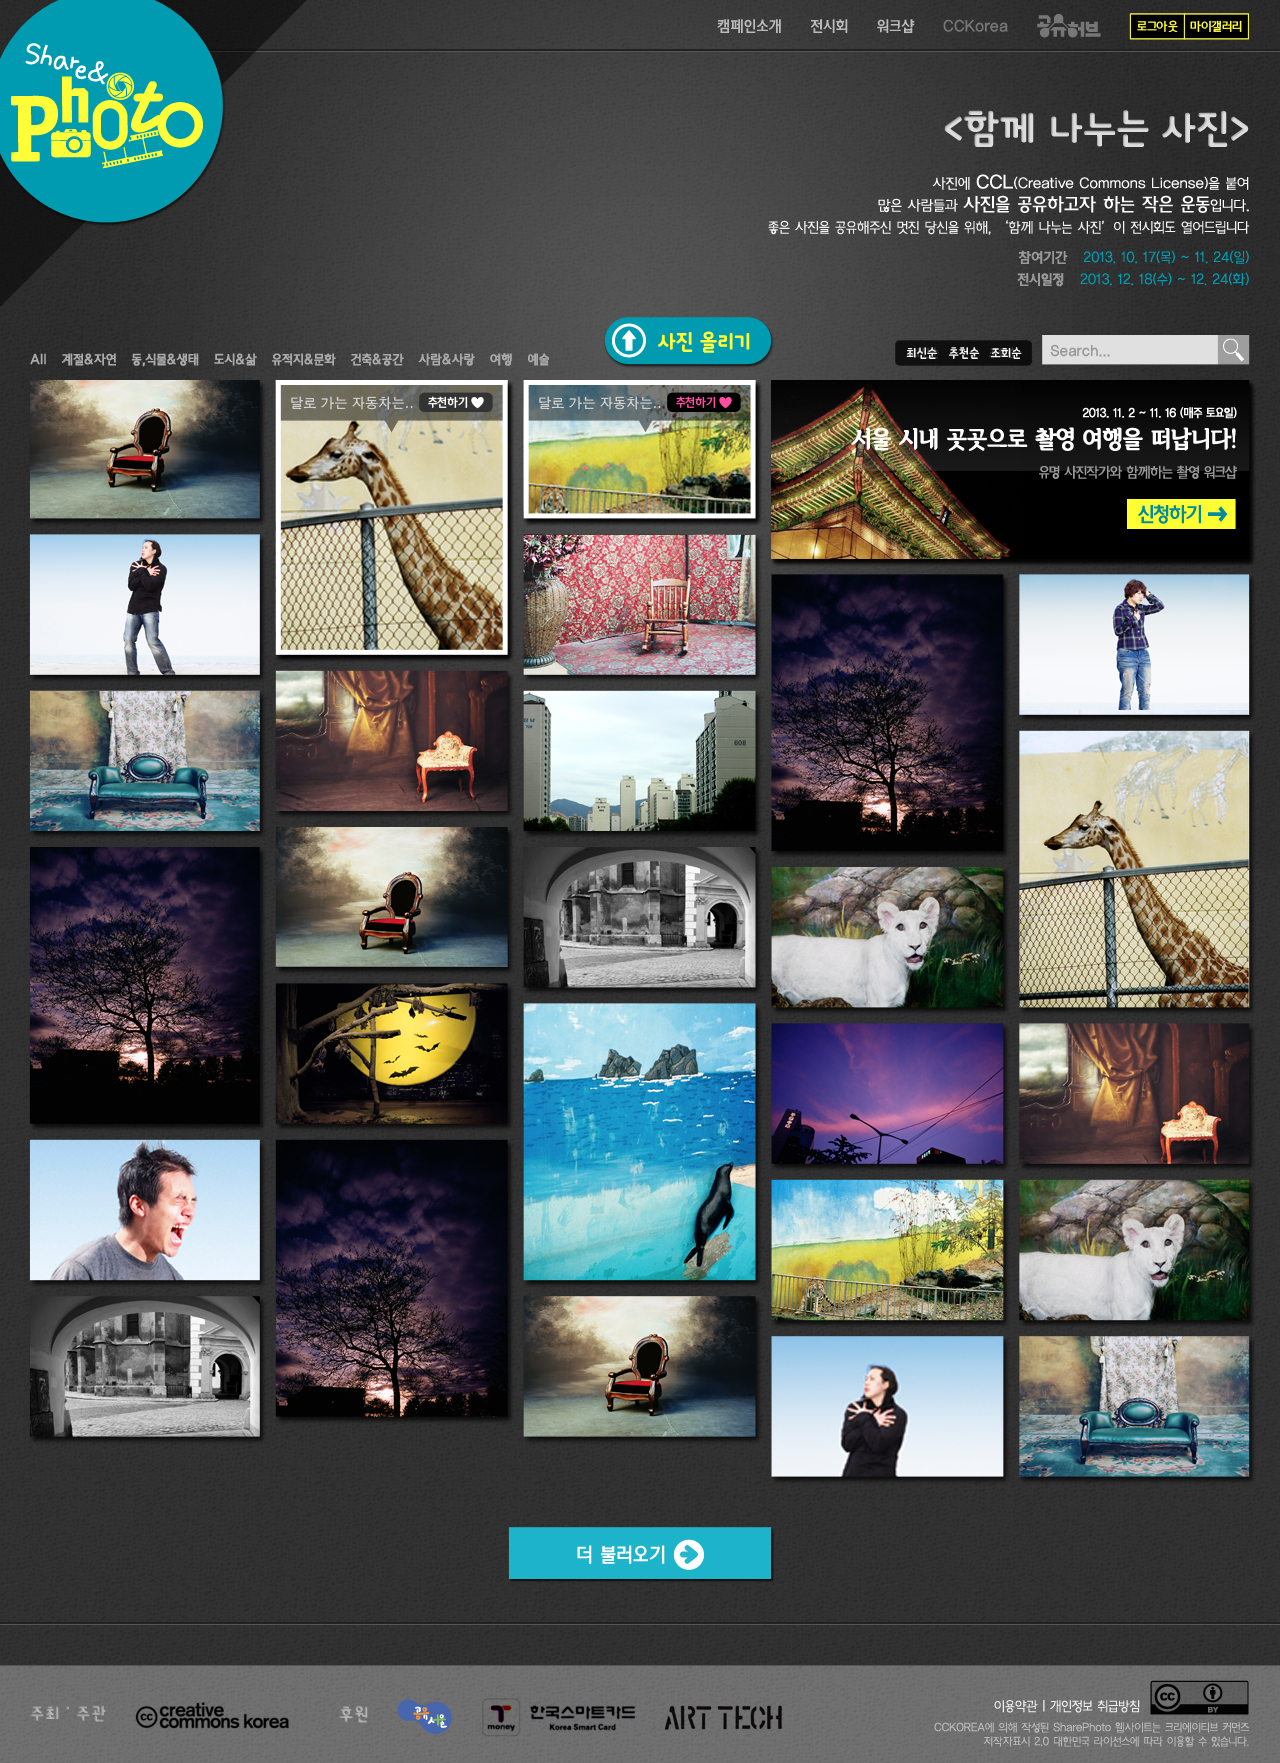 Share&
Photo
캠페인소개 전시회 워크샵 CCKorea 공유허브 로그아웃 마이갤러리
<함께 나누는 사진>
사진에 CCL(Creative Commons License)을 붙여
많은 사람들과 사진을 공유하고자 하는 작은 운동입니다.
좋은 사진을 공유해주신 멋진 당신을 위해, ‘함께 나누는 사진’ 이 전시회도 열어드립니다
참여기간 2013. 10. 17(목) ~ 11. 24(일)
전시일정 2013. 12. 18(수) ~ 12. 24(화)
All 계절&자연 동,식물&생태 도시&삶 유적지&문화 건축&공간 사람&사랑 여행 예술
사진 올리기
최신순 추천순 조회순
Search...
달로 가는 자동차는.. 추천하기
달로 가는 자동차는.. 추천하기
2013. 11. 2 ~ 11. 16 (매주 토요일)
서울 시내 곳곳으로 촬영 여행을 떠납니다!
유명 사진작가와 함께하는 촬영 워크샵
신청하기
608
더 불러오기
주최 · 주관
cc creative commons korea
후원
공유서울
T money
한국스마트카드
Korea Smart Card
ART TECH
이용약관 | 개인정보 취급방침
cc BY
CCKOREA에 의해 작성된 SharePhoto 웹사이트는 크리에이티브 커먼즈
저작자표시 2.0 대한민국 라이선스에 따라 이용할 수 있습니다.